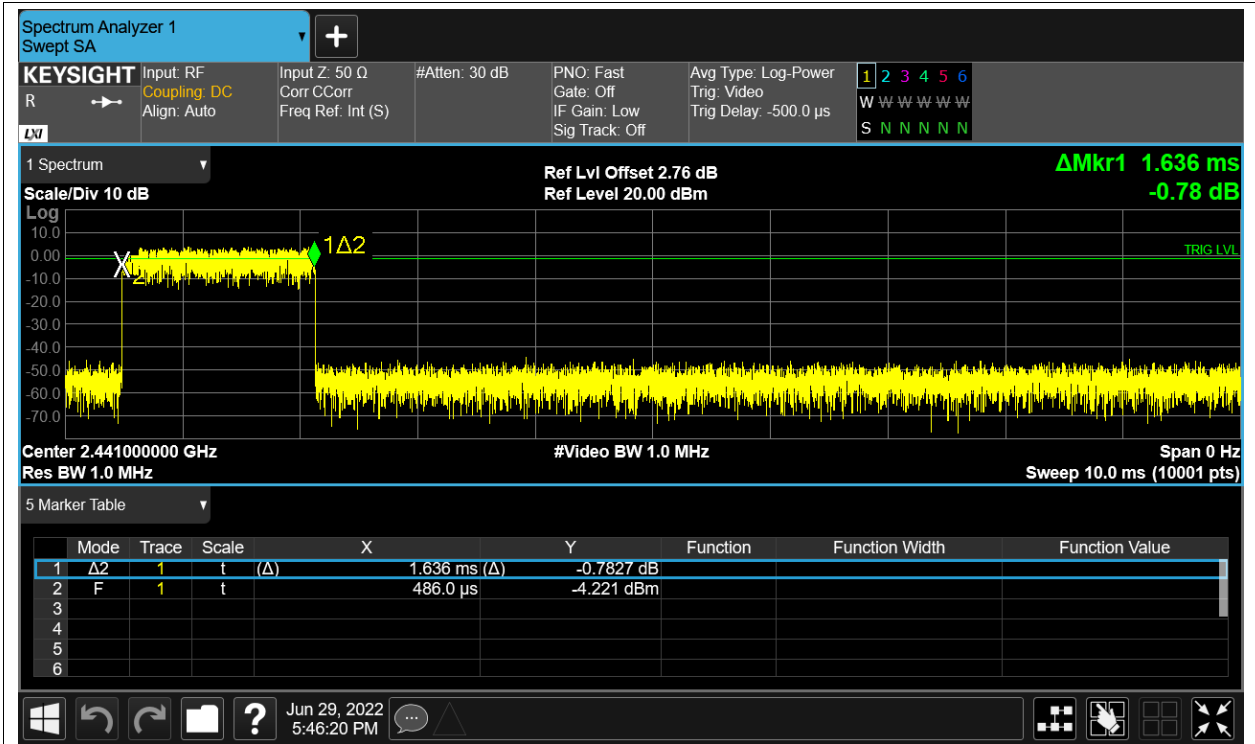 Spectrum Analyzer 1
Swept SA
KEYSIGHT
R
LXI
Input: RF
Coupling: DC
Align: Auto
Input Z: 50 Ω
Corr CCorr
Freq Ref: Int (S)
#Atten: 30 dB
PNO: Fast
Gate: Off
IF Gain: Low
Sig Track: Off
Avg Type: Log-Power
Trig: Video
Trig Delay: -500.0 µs
1 2 3 4 5 6
W W W W W W
S N N N N N
1 Spectrum
Scale/Div 10 dB
Ref Lvl Offset 2.76 dB
Ref Level 20.00 dBm
ΔMkr1 1.636 ms
-0.78 dB
Log
10.0
0.00
-10.0
-20.0
-30.0
-40.0
-50.0
-60.0
-70.0
X
2
1Δ2
TRIG LVL
Center 2.441000000 GHz
#Video BW 1.0 MHz
Span 0 Hz
Res BW 1.0 MHz
Sweep 10.0 ms (10001 pts)
5 Marker Table
Mode Trace Scale X Y Function Function Width Function Value
1 Δ2 1 t (Δ) 1.636 ms (Δ) -0.7827 dB
2 F 1 t 486.0 µs -4.221 dBm
3
4
5
6
?
Jun 29, 2022
5:46:20 PM